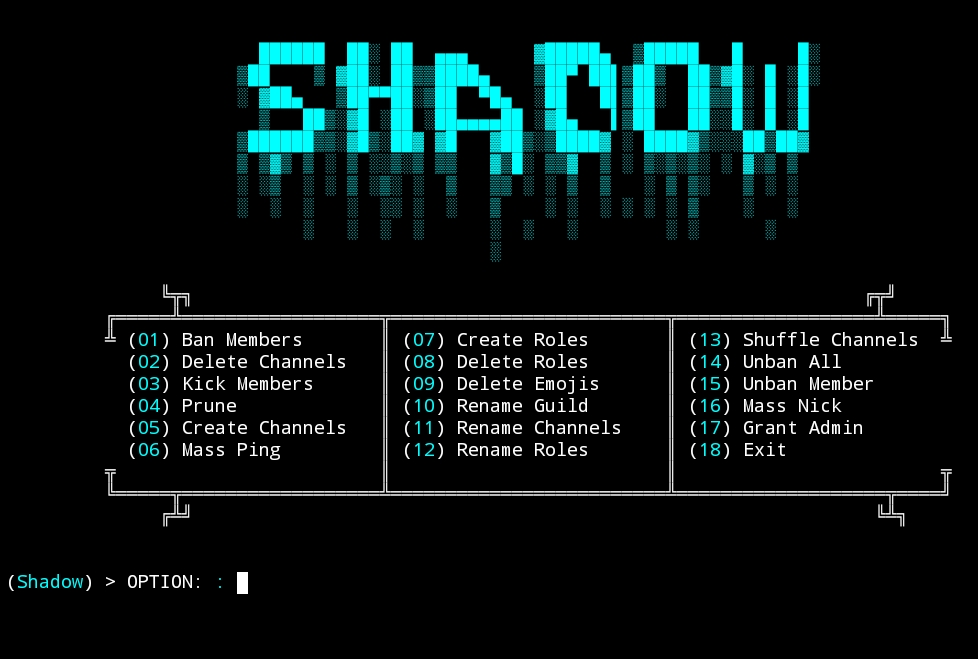 SHADOW
(01) Ban Members (07) Create Roles (13) Shuffle Channels
(02) Delete Channels (08) Delete Roles (14) Unban All
(03) Kick Members (09) Delete Emojis (15) Unban Member
(04) Prune (10) Rename Guild (16) Mass Nick
(05) Create Channels (11) Rename Channels (17) Grant Admin
(06) Mass Ping (12) Rename Roles (18) Exit
(Shadow) > OPTION: :